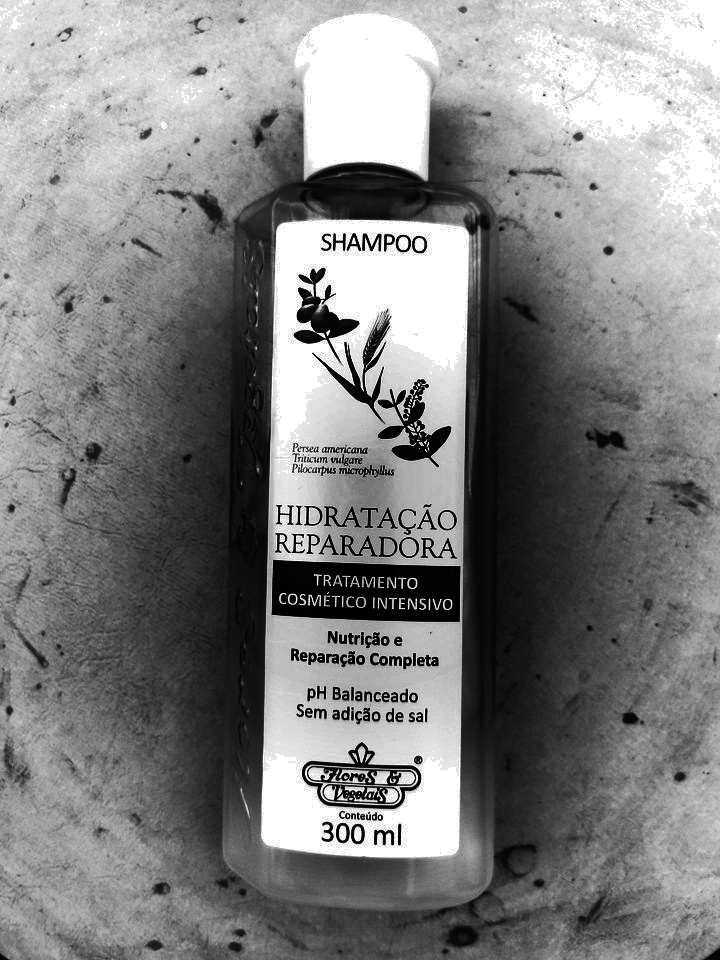 SHAMPOO
Persea americana
Triticum vulgare
Pilocarpus microphyllus
HIDRATAÇÃO
REPARADORA
TRATAMENTO
COSMÉTICO INTENSIVO
Nutrição e
Reparação Completa
pH Balanceado
Sem adição de sal
Flores &
Vegetais
®
Conteúdo
300 ml